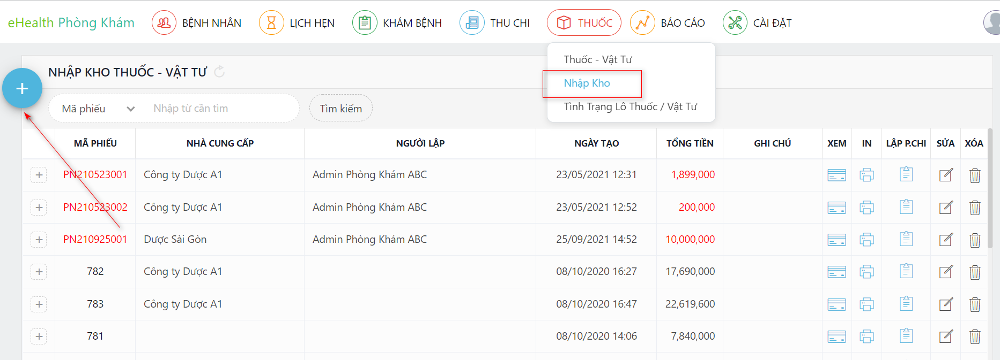 eHealth Phòng Khám BỆNH NHÂN LỊCH HẸN KHÁM BỆNH THU CHI THUỐC BÁO CÁO CÀI ĐẶT
Thuốc - Vật Tư
Nhập Kho
Tình Trạng Lô Thuốc / Vật Tư
NHẬP KHO THUỐC - VẬT TƯ
Mã phiếu Nhập từ cần tìm Tìm kiếm
MÃ PHIẾU NHÀ CUNG CẤP NGƯỜI LẬP NGÀY TẠO TỔNG TIỀN GHI CHÚ XEM IN LẬP P.CHI SỬA XÓA
PN210523001 Công ty Dược A1 Admin Phòng Khám ABC 23/05/2021 12:31 1,899,000
PN210523002 Công ty Dược A1 Admin Phòng Khám ABC 23/05/2021 12:52 200,000
PN210925001 Dược Sài Gòn Admin Phòng Khám ABC 25/09/2021 14:52 10,000,000
782 Công ty Dược A1 08/10/2020 16:27 17,690,000
783 Công ty Dược A1 08/10/2020 16:47 22,619,600
781 08/10/2020 14:06 7,840,000